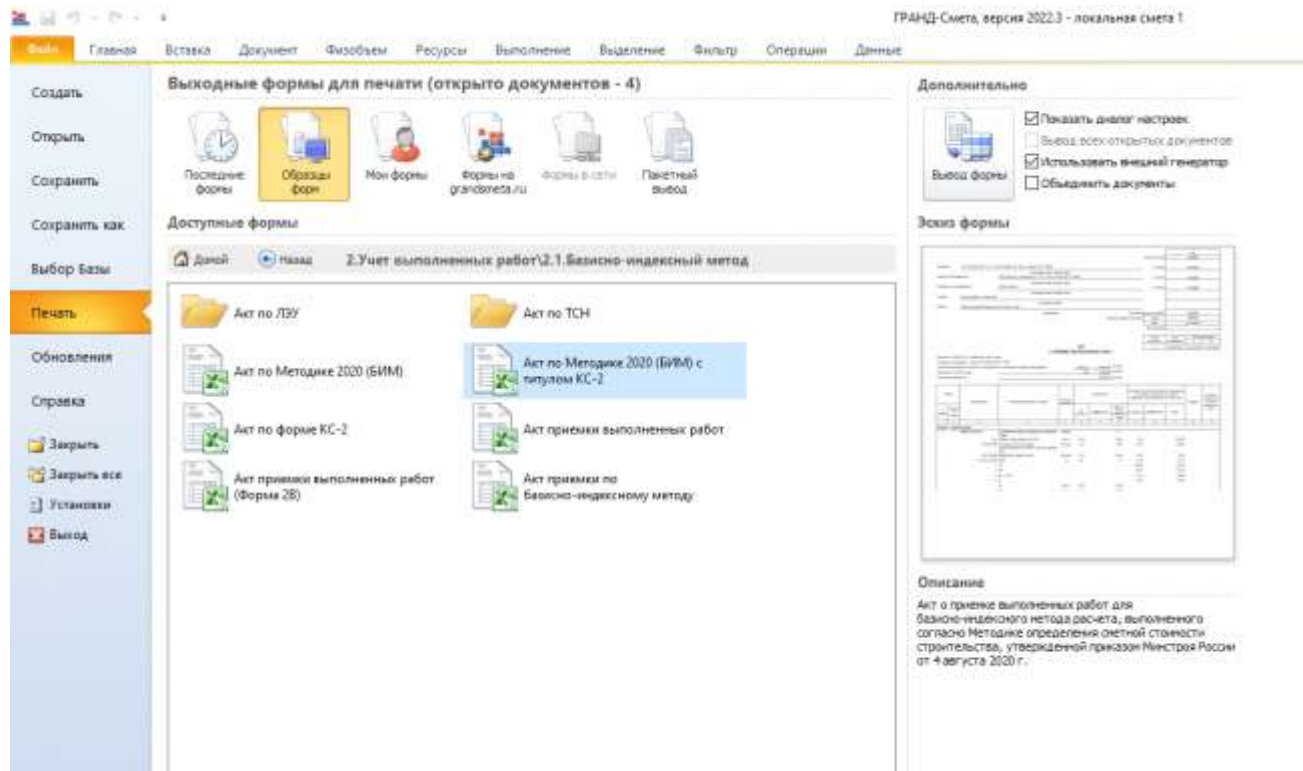 ГРАНД-Смета, версия 2022.3 - локальная смета 1
Файл Главная Вставка Документ Физобъем Ресурсы Выполнение Выделение Фильтр Операции Данные
Создать
Открыть
Сохранить
Сохранить как
Выбор Базы
Печать
Обновления
Справка
Закрыть
Закрыть все
Установки
Выход
Выходные формы для печати (открыто документов - 4)
Последние
формы
Образцы
форм
Мои формы
Формы на
grandsmeta.ru
Формы в сети
Пакетный
вывод
Доступные формы
Домой Назад 2.Учет выполненных работ\2.1.Базисно-индексный метод
Акт по ЛЗУ
Акт по ТСН
Акт по Методике 2020 (БИМ)
Акт по Методике 2020 (БИМ) с
титулом КС-2
Акт по форме КС-2
Акт приемки выполненных работ
Акт приемки выполненных работ
(Форма 2В)
Акт приемки по
базисно-индексному методу
Дополнительно
Вывод формы
Показать диалог настроек
Вывод всех открытых документов
Использовать внешний генератор
Объединить документы
Эскиз формы
Описание
Акт о приемке выполненных работ для
базисно-индексного метода расчета, выполненного
согласно Методике определения сметной стоимости
строительства, утвержденной приказом Минстроя России
от 4 августа 2020 г.